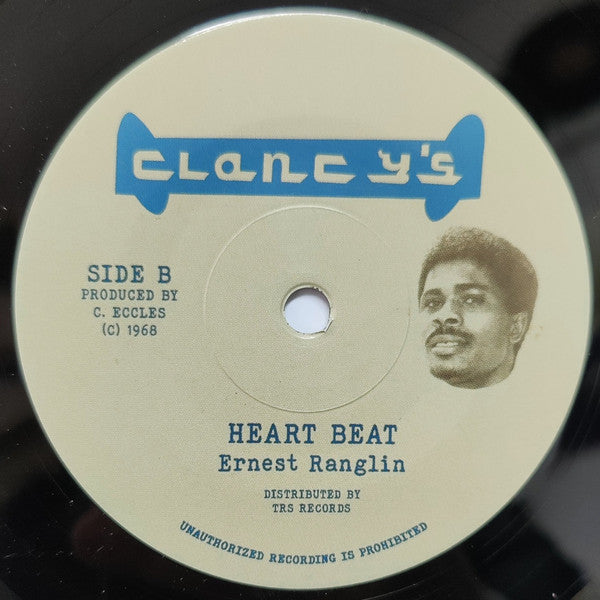 CLANCY'S
SIDE B
PRODUCED BY
C. ECCLES
(C) 1968
HEART BEAT
Ernest Ranglin
DISTRIBUTED BY
TRS RECORDS
UNAUTHORIZED RECORDING IS PROHIBITED